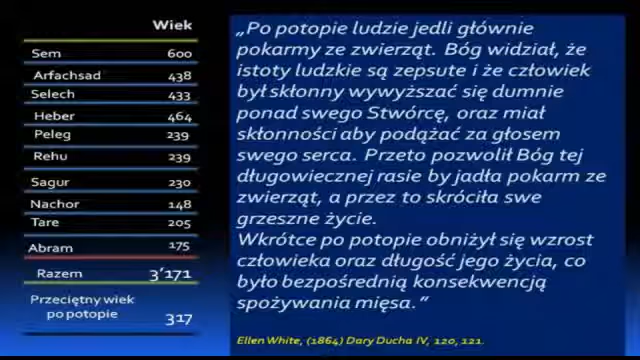 Wiek
Sem 600
Arfachsad 438
Selech 433
Heber 464
Peleg 239
Rehu 239
Sagur 230
Nachor 148
Tare 205
Abram 175
Razem 3’171
Przeciętny wiek
po potopie 317
„Po potopie ludzie jedli głównie
pokarmy ze zwierząt. Bóg widział, że
istoty ludzkie są zepsute i że człowiek
był skłonny wywyższać się dumnie
ponad swego Stwórcę, oraz miał
skłonności aby podążać za głosem
swego serca. Przeto pozwolił Bóg tej
długowiecznej rasie by jadła pokarm ze
zwierząt, a przez to skróciła swe
grzeszne życie.
Wkrótce po potopie obniżył się wzrost
człowieka oraz długość jego życia, co
było bezpośrednią konsekwencją
spożywania mięsa.“
Ellen White, (1864) Dary Ducha IV, 120, 121.